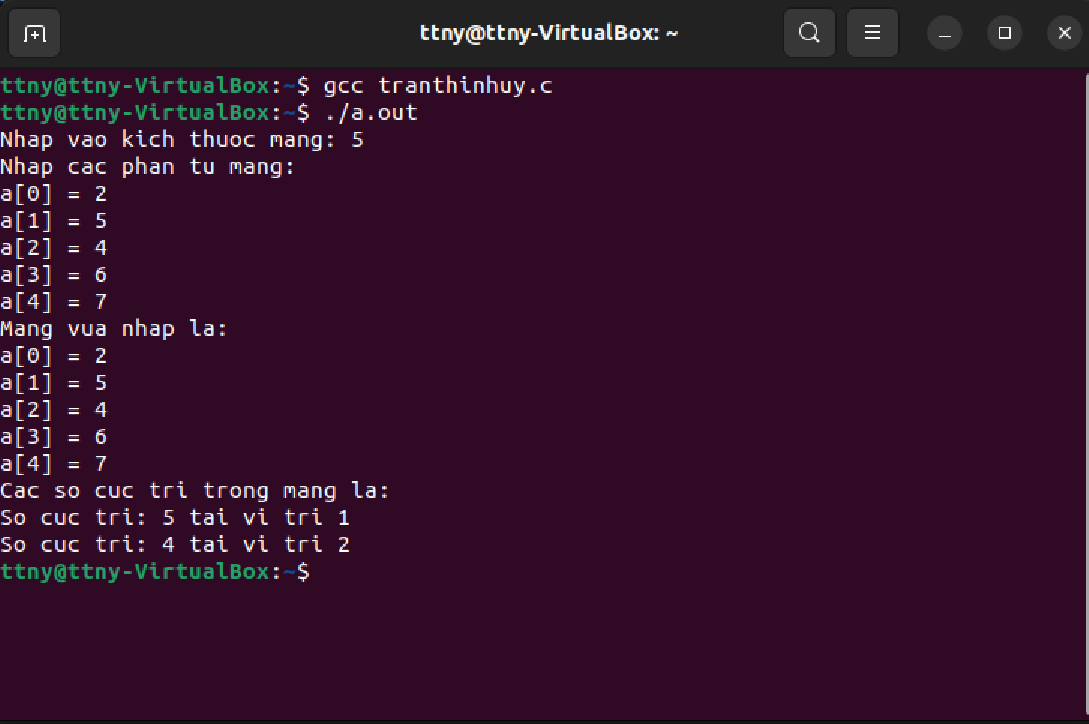 ttny@ttny-VirtualBox: ~
ttny@ttny-VirtualBox:~$ gcc tranthinhuy.c
ttny@ttny-VirtualBox:~$ ./a.out
Nhap vao kich thuoc mang: 5
Nhap cac phan tu mang:
a[0] = 2
a[1] = 5
a[2] = 4
a[3] = 6
a[4] = 7
Mang vua nhap la:
a[0] = 2
a[1] = 5
a[2] = 4
a[3] = 6
a[4] = 7
Cac so cuc tri trong mang la:
So cuc tri: 5 tai vi tri 1
So cuc tri: 4 tai vi tri 2
ttny@ttny-VirtualBox:~$